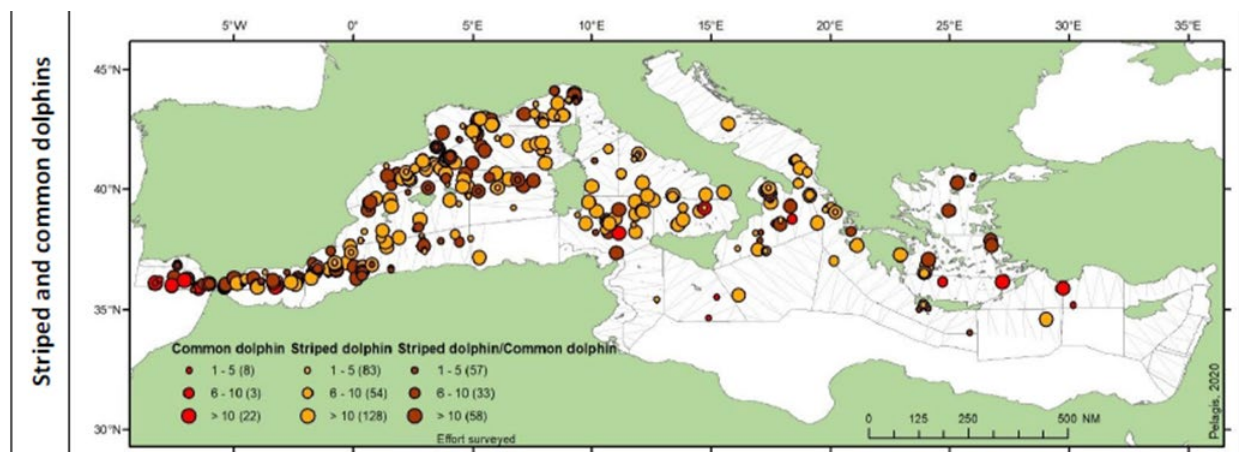 Striped and common dolphins
5°W 0° 5°E 10°E 15°E 20°E 25°E 30°E 35°E
45°N
40°N
35°N
30°N
Common dolphin Striped dolphin Striped dolphin/Common dolphin
1 - 5 (8) 1 - 5 (83) 1 - 5 (57)
6 - 10 (3) 6 - 10 (54) 6 - 10 (33)
> 10 (22) > 10 (128) > 10 (58)
Effort surveyed
0 125 250 500 NM
Pelagis, 2020